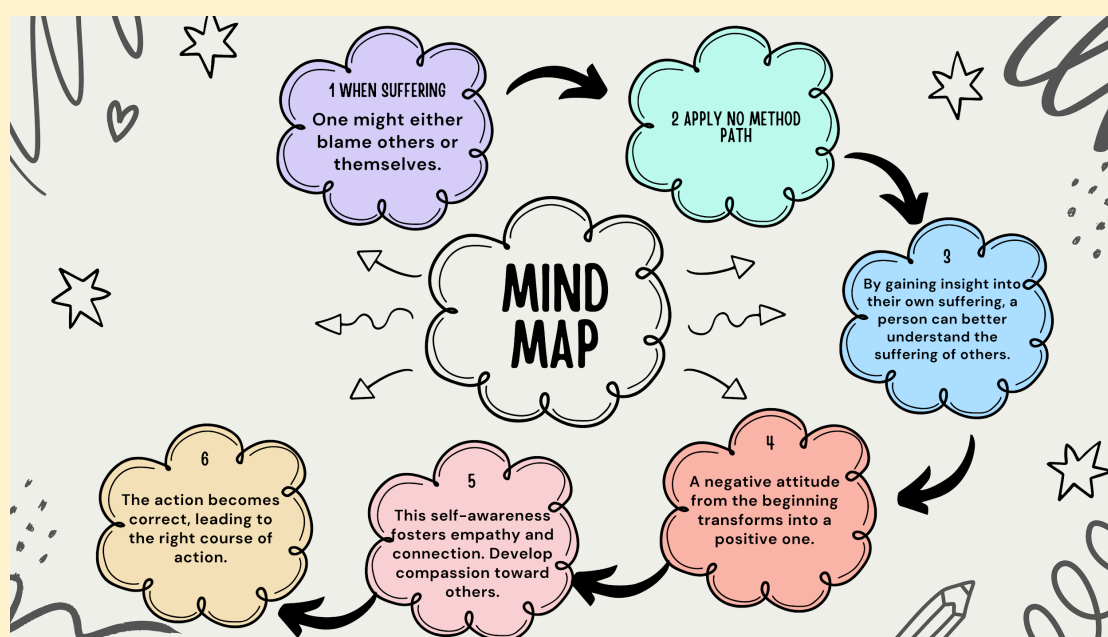 1 WHEN SUFFERING
One might either
blame others or
themselves.
2 APPLY NO METHOD
PATH
3
By gaining insight into
their own suffering, a
person can better
understand the
suffering of others.
MIND
MAP
4
A negative attitude
from the beginning
transforms into a
positive one.
5
This self-awareness
fosters empathy and
connection. Develop
compassion toward
others.
6
The action becomes
correct, leading to
the right course of
action.